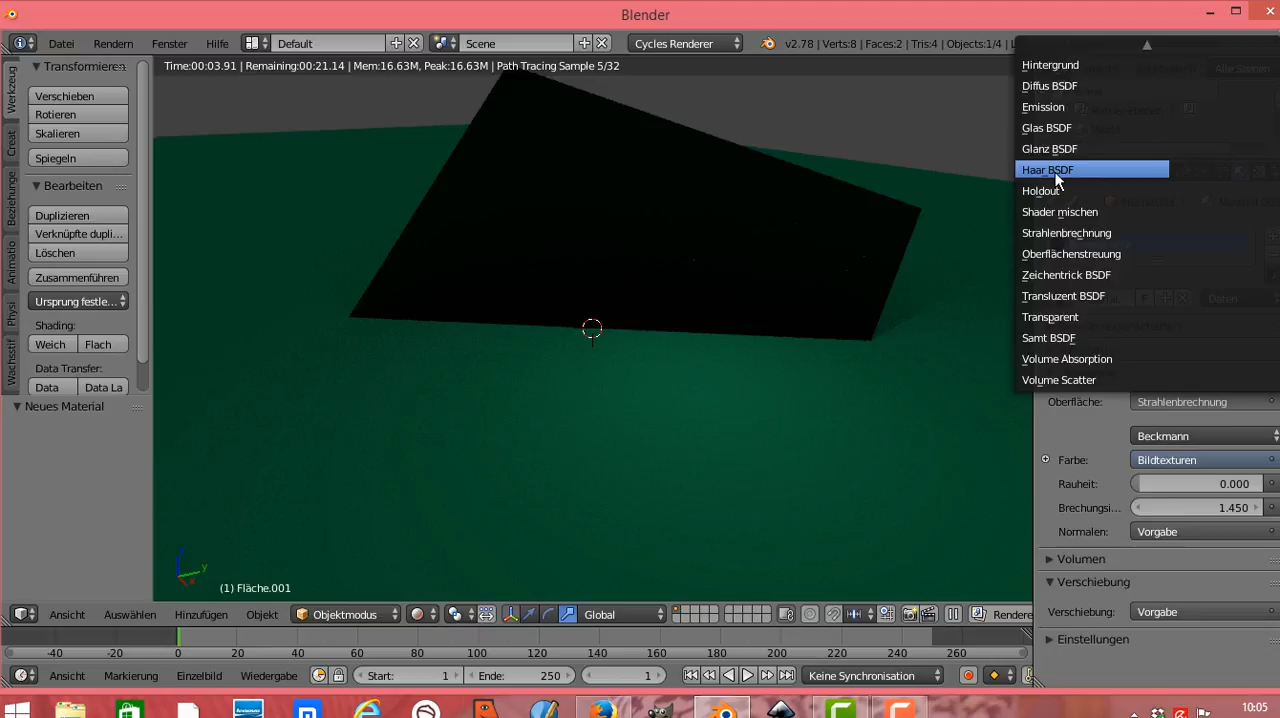 Blender
Datei Rendern Fenster Hilfe Default Scene Cycles Renderer v2.78 | Verts:8 | Faces:2 | Tris:4 | Objects:1/4 |
Time:00:03.91 | Remaining:00:21.14 | Mem:16.63M, Peak:16.63M | Path Tracing Sample 5/32
Werkzeug
Creat
Beziehunge
Animatio
Physi
Wachsstif
Transformieren
Verschieben
Rotieren
Skalieren
Spiegeln
Bearbeiten
Duplizieren
Verknüpfte dupli...
Löschen
Zusammenführen
Ursprung festle...
Shading:
Weich Flach
Data Transfer:
Data Data La
Neues Material
Hintergrund
Diffus BSDF
Emission
Glas BSDF
Glanz BSDF
Haar BSDF
Holdout
Shader mischen
Strahlenbrechnung
Oberflächenstreuung
Zeichentrick BSDF
Transluzent BSDF
Transparent
Samt BSDF
Volume Absorption
Volume Scatter
Oberfläche: Strahlenbrechnung
Beckmann
Farbe: Bildtexturen
Rauheit: 0.000
Brechungsi... 1.450
Normalen: Vorgabe
Volumen
Verschiebung
Verschiebung: Vorgabe
Einstellungen
z
y
x
(1) Fläche.001
Ansicht Auswählen Hinzufügen Objekt Objektmodus Global Rendere
-40 -20 0 20 40 60 80 100 120 140 160 180 200 220 240 260
Ansicht Markierung Einzelbild Wiedergabe Start: 1 Ende: 250 1 Keine Synchronisation
10:05